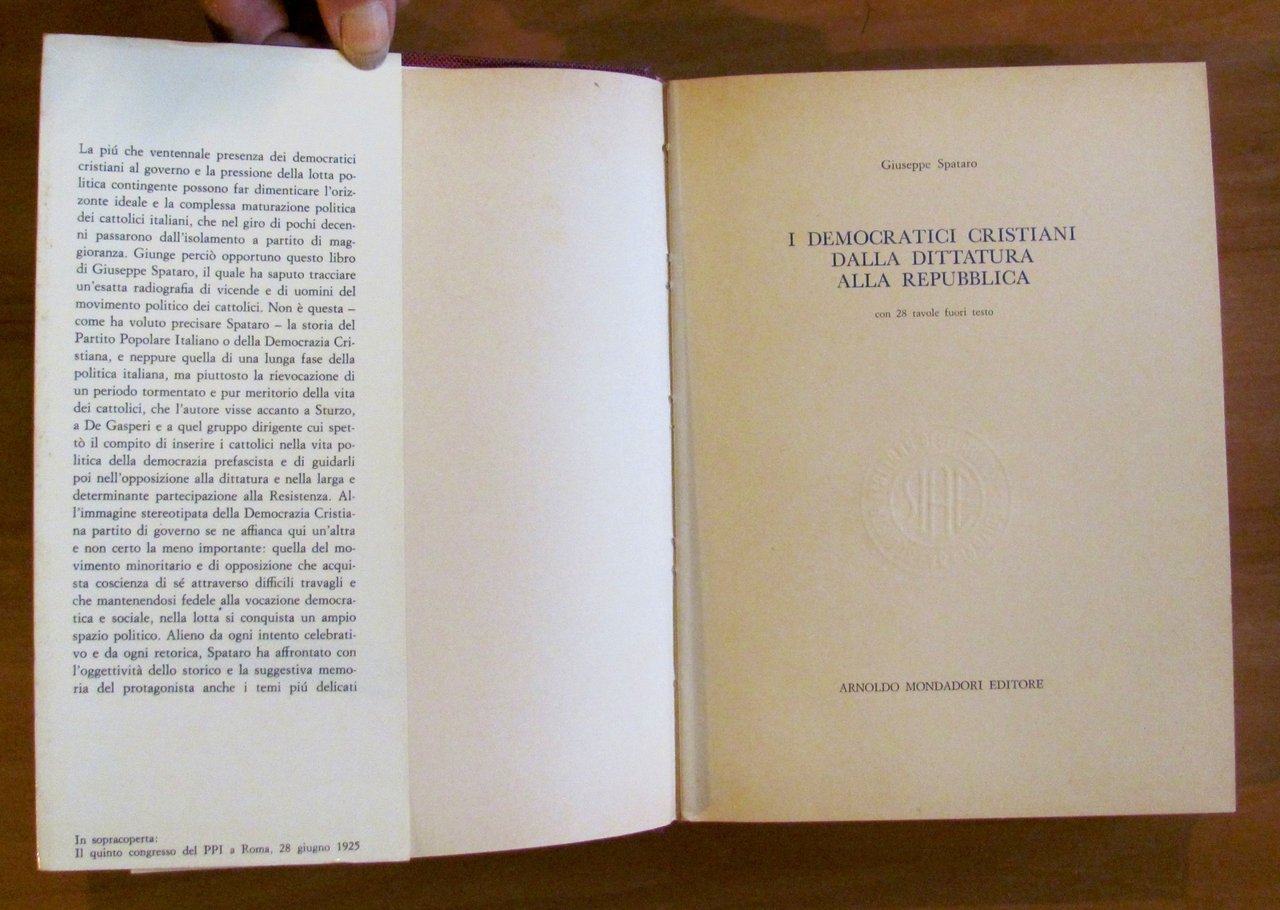 La piú che ventennale presenza dei democratici
cristiani al governo e la pressione della lotta po-
litica contingente possono far dimenticare l'oriz-
zonte ideale e la complessa maturazione politica
dei cattolici italiani, che nel giro di pochi decen-
ni passarono dall'isolamento a partito di mag-
gioranza. Giunge perciò opportuno questo libro
di Giuseppe Spataro, il quale ha saputo tracciare
un'esatta radiografia di vicende e di uomini del
movimento politico dei cattolici. Non è questa –
come ha voluto precisare Spataro – la storia del
Partito Popolare Italiano o della Democrazia Cri-
stiana, e neppure quella di una lunga fase della
politica italiana, ma piuttosto la rievocazione di
un periodo tormentato e pur meritorio della vita
dei cattolici, che l'autore visse accanto a Sturzo,
a De Gasperi e a quel gruppo dirigente cui spet-
tò il compito di inserire i cattolici nella vita po-
litica della democrazia prefascista e di guidarli
poi nell'opposizione alla dittatura e nella larga e
determinante partecipazione alla Resistenza. Al-
l'immagine stereotipata della Democrazia Cristia-
na partito di governo se ne affianca qui un'altra
e non certo la meno importante: quella del mo-
vimento minoritario e di opposizione che acqui-
sta coscienza di sé attraverso difficili travagli e
che mantenendosi fedele alla vocazione democra-
tica e sociale, nella lotta si conquista un ampio
spazio politico. Alieno da ogni intento celebrati-
vo e da ogni retorica, Spataro ha affrontato con
l'oggettività dello storico e la suggestiva memo-
ria del protagonista anche i temi piú delicati
In sopracoperta:
Il quinto congresso del PPI a Roma, 28 giugno 1925
Giuseppe Spataro
I DEMOCRATICI CRISTIANI
DALLA DITTATURA
ALLA REPUBBLICA
con 28 tavole fuori testo
SIAE
ARNOLDO MONDADORI EDITORE